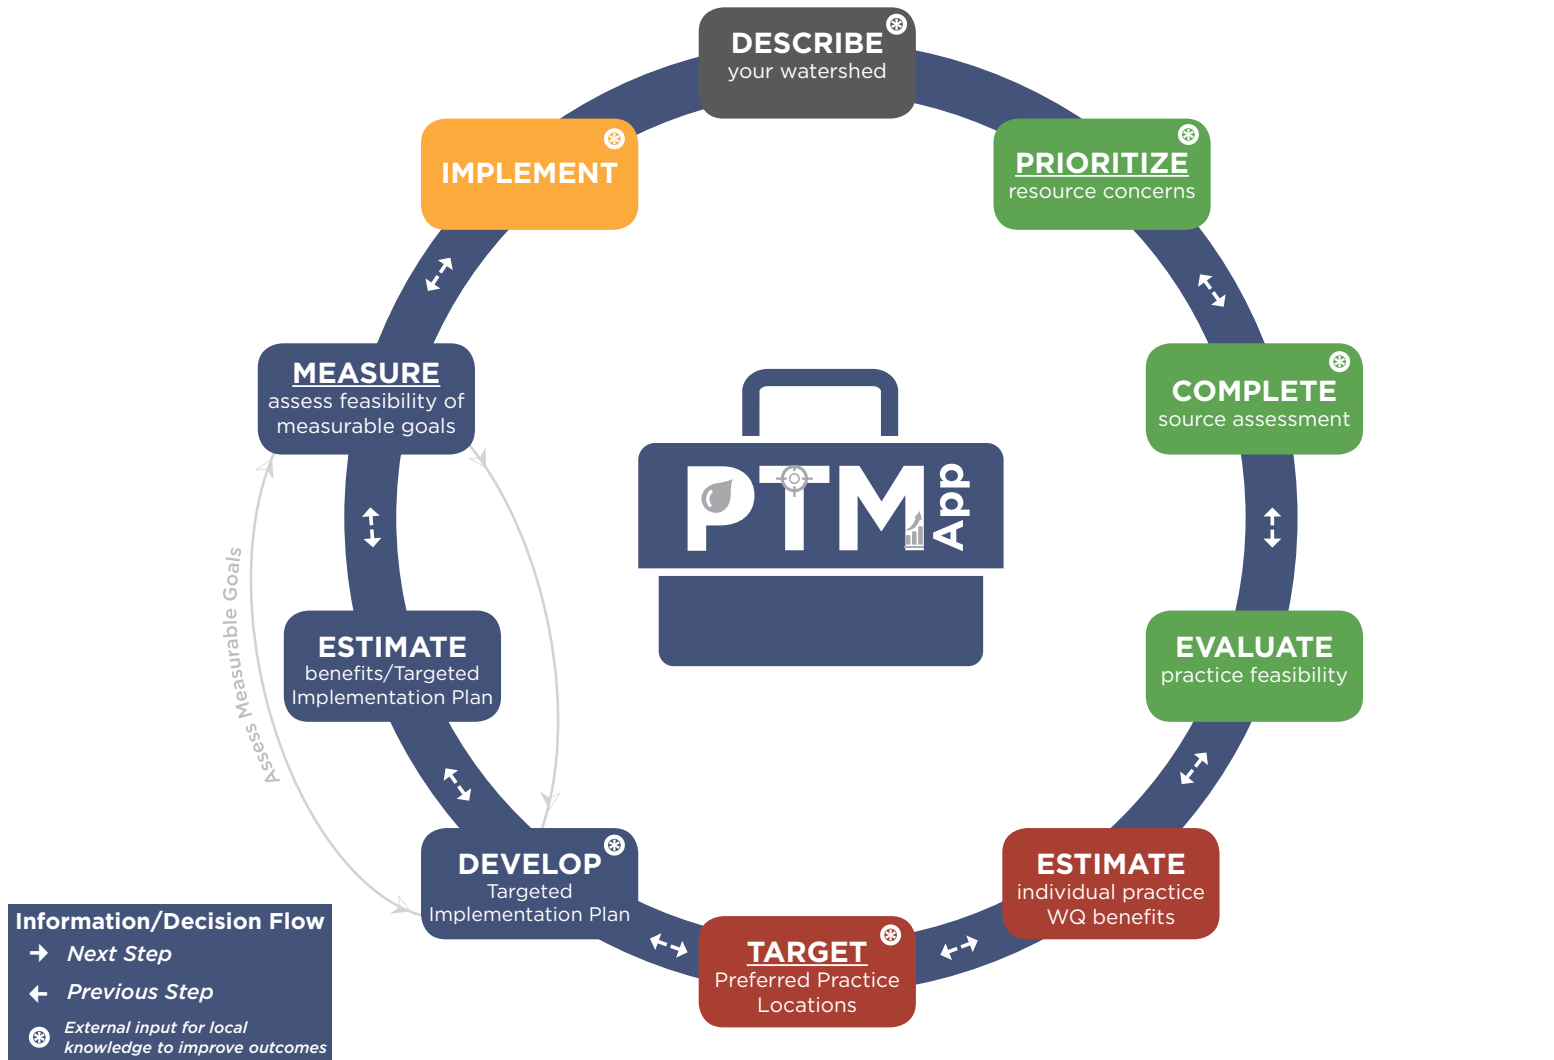 DESCRIBE
your watershed
PRIORITIZE
resource concerns
COMPLETE
source assessment
EVALUATE
practice feasibility
ESTIMATE
individual practice
WQ benefits
TARGET
Preferred Practice
Locations
DEVELOP
Targeted
Implementation Plan
ESTIMATE
benefits/Targeted
Implementation Plan
MEASURE
assess feasibility of
measurable goals
IMPLEMENT
Assess Measurable Goals
PTM
App
Information/Decision Flow
Next Step
Previous Step
External input for local
knowledge to improve outcomes